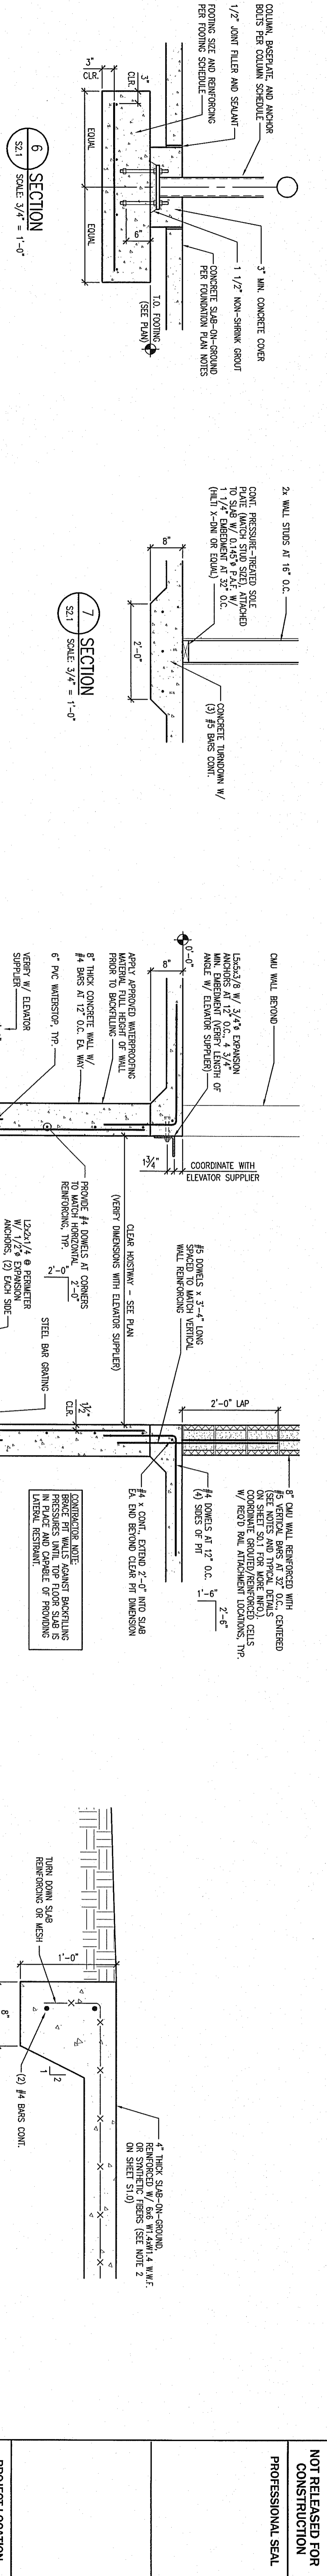 COLUMN, BASEPLATE, AND ANCHOR
BOLTS PER COLUMN SCHEDULE
1/2" JOINT FILLER AND SEALANT
FOOTING SIZE AND REINFORCING
PER FOOTING SCHEDULE
3"
CLR.
3"
CLR.
EQUAL
EQUAL
6"
3" MIN. CONCRETE COVER
1 1/2" NON-SHRINK GROUT
CONCRETE SLAB-ON-GROUND
PER FOUNDATION PLAN NOTES
T.O. FOOTING
(SEE PLAN)
6
S2.1
SECTION
SCALE: 3/4" = 1'-0"
2x WALL STUDS AT 16" O.C.
CONT. PRESSURE-TREATED SOLE
PLATE (MATCH STUD SIZE), ATTACHED
TO SLAB W/ 0.145"ø P.A.F. W/
1 1/4" EMBEDMENT AT 32" O.C.
(HILTI X-DNI OR EQUAL)
8"
2'-0"
CONCRETE TURNDOWN W/
(3) #5 BARS CONT.
7
S2.1
SECTION
SCALE: 3/4" = 1'-0"
CMU WALL BEYOND
L5x5x3/8 W/ 3/4"ø EXPANSION
ANCHORS AT 12" O.C., 4 3/4"
MIN. EMBEDMENT (VERIFY LENGTH OF
ANGLE W/ ELEVATOR SUPPLIER)
0'-0"
8"
APPLY APPROVED WATERPROOFING
MATERIAL FULL HEIGHT OF WALL
PRIOR TO BACKFILLING
8" THICK CONCRETE WALL W/
#4 BARS AT 12" O.C. EA. WAY
6" PVC WATERSTOP, TYP.
VERIFY W/ ELEVATOR
SUPPLIER
1¾"
COORDINATE WITH
ELEVATOR SUPPLIER
CLEAR HOISTWAY - SEE PLAN
(VERIFY DIMENSIONS WITH ELEVATOR SUPPLIER)
PROVIDE #4 DOWELS AT CORNERS
TO MATCH HORIZONTAL
REINFORCING, TYP.
2'-0"
2'-0"
L2x2x1/4 @ PERIMETER
W/ 1/2"ø EXPANSION
ANCHORS, (2) EACH SIDE
STEEL BAR GRATING
#5 DOWELS x 3'-4" LONG
SPACED TO MATCH VERTICAL
WALL REINFORCING
2'-0" LAP
1½"
CLR.
8" CMU WALL REINFORCED WITH
#5 VERTICAL BARS AT 32" O.C., CENTERED
(SEE NOTES AND TYPICAL DETAILS
ON SHEET S0.1 FOR MORE INFO.)
COORDINATE GROUTED/REINFORCED CELLS
W/ REQ'D RAIL ATTACHMENT LOCATIONS, TYP.
#4 DOWELS AT 12" O.C.
(4) SIDES OF PIT
1'-6"
2'-6"
#4 x CONT, EXTEND 2'-0" INTO SLAB
EA. END BEYOND CLEAR PIT DIMENSION
CONTRACTOR NOTE:
BRACE PIT WALLS AGAINST BACKFILLING
PRESSURES UNTIL TOP FLOOR SLAB IS
IN PLACE AND CAPABLE OF PROVIDING
LATERAL RESTRAINT.
TURN DOWN SLAB
REINFORCING OR MESH
1'-0"
8"
1
2
(2) #4 BARS CONT.
4" THICK SLAB-ON-GROUND,
REINFORCED W/ 6x6 W1.4xW1.4 W.W.F.
OR SYNTHETIC FIBERS (SEE NOTE 2
ON SHEET S1.0)
NOT RELEASED FOR
CONSTRUCTION
PROFESSIONAL SEAL
PROJECT LOCATION